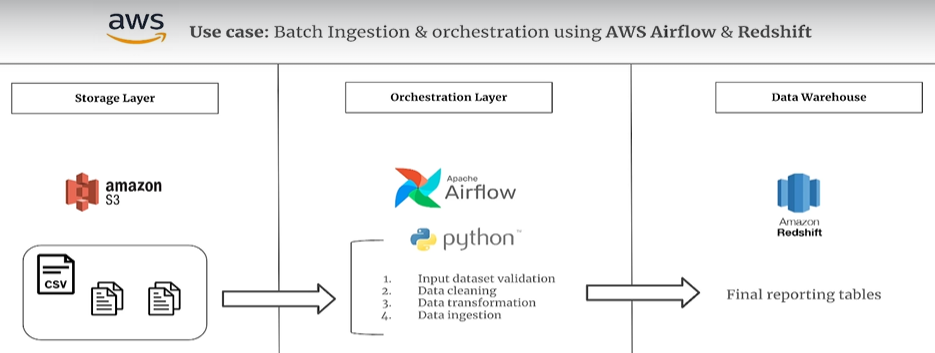 aws
Use case: Batch Ingestion & orchestration using AWS Airflow & Redshift
Storage Layer
amazon
S3
CSV
Orchestration Layer
Apache
Airflow
python™
1. Input dataset validation
2. Data cleaning
3. Data transformation
4. Data ingestion
Data Warehouse
Amazon
Redshift
Final reporting tables